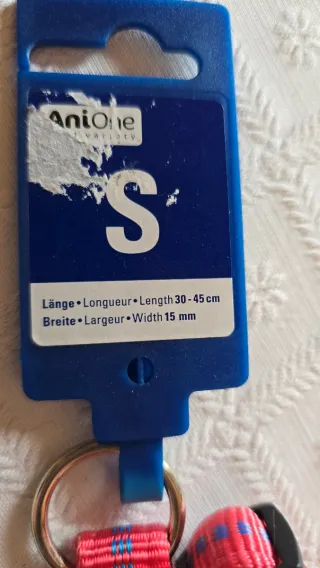 AniOne
S
Länge • Longueur • Length 30 - 45 cm
Breite • Largeur • Width 15 mm